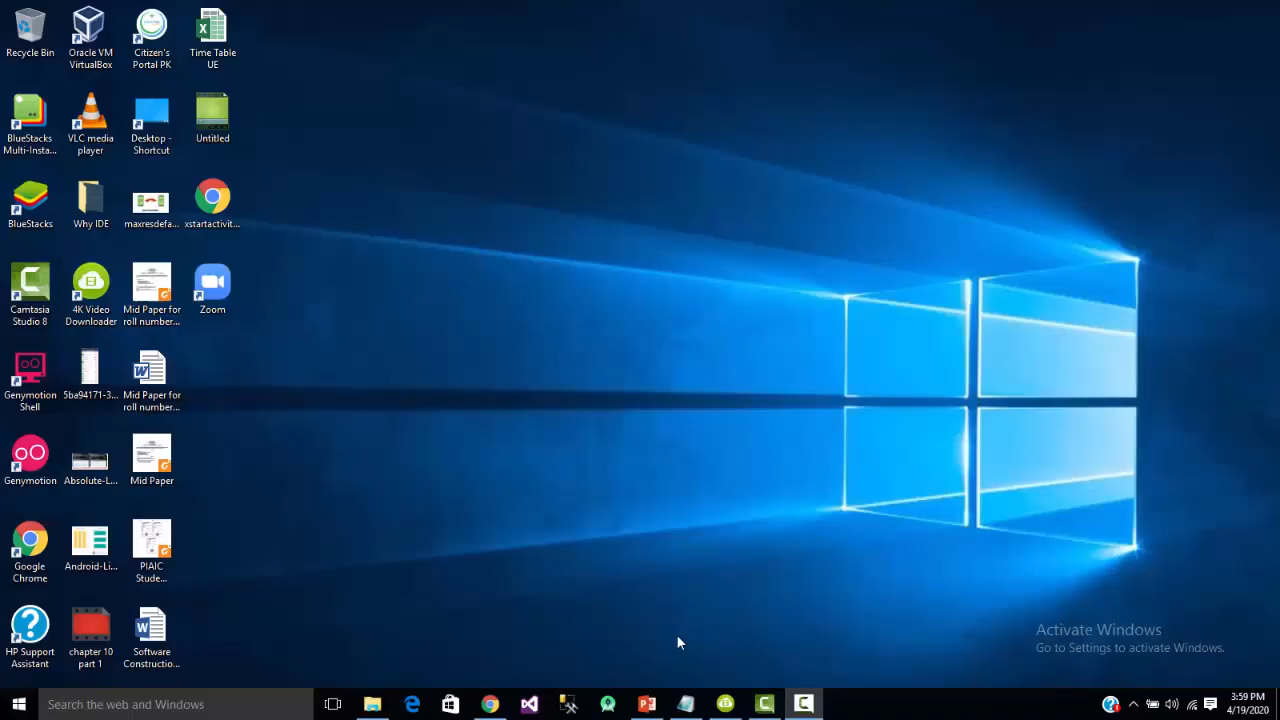 Recycle Bin
Oracle VM
VirtualBox
Citizen's
Portal PK
Time Table
UE
BlueStacks
Multi-Insta...
VLC media
player
Desktop -
Shortcut
Untitled
BlueStacks
Why IDE
maxresdefa...
xstartactivit...
Camtasia
Studio 8
4K Video
Downloader
Mid Paper for
roll number...
Zoom
Genymotion
Shell
5ba94171-3...
Mid Paper for
roll number...
Genymotion
Absolute-L...
Mid Paper
Google
Chrome
Android-Li...
PIAIC
Stude...
HP Support
Assistant
chapter 10
part 1
Software
Constructio...
Activate Windows
Go to Settings to activate Windows.
Search the web and Windows
3:59 PM
4/19/2020